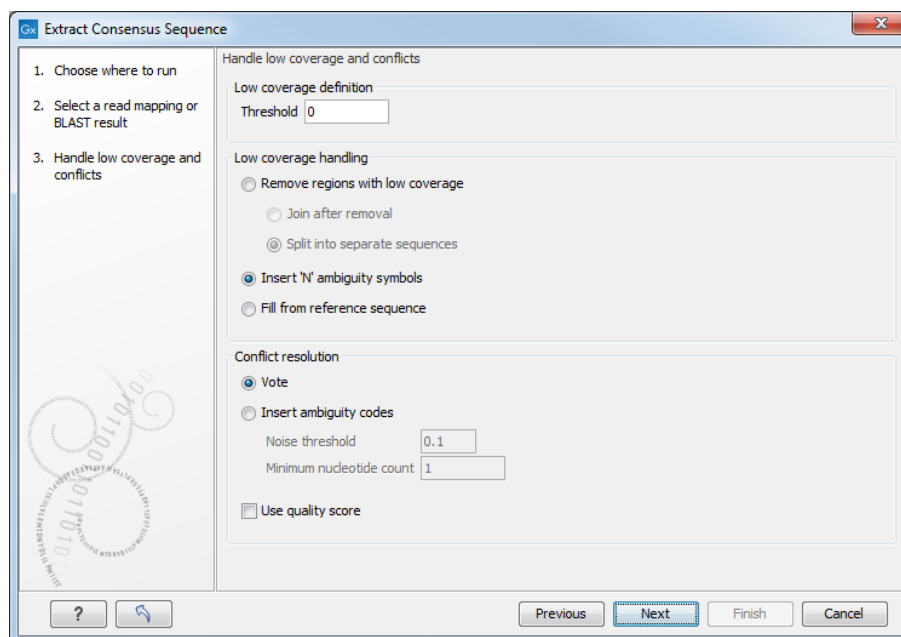 Gx Extract Consensus Sequence
1. Choose where to run
2. Select a read mapping or
BLAST result
3. Handle low coverage and
conflicts
Handle low coverage and conflicts
Low coverage definition
Threshold 0
Low coverage handling
Remove regions with low coverage
Join after removal
Split into separate sequences
Insert 'N' ambiguity symbols
Fill from reference sequence
Conflict resolution
Vote
Insert ambiguity codes
Noise threshold 0.1
Minimum nucleotide count 1
Use quality score
? Previous Next Finish Cancel